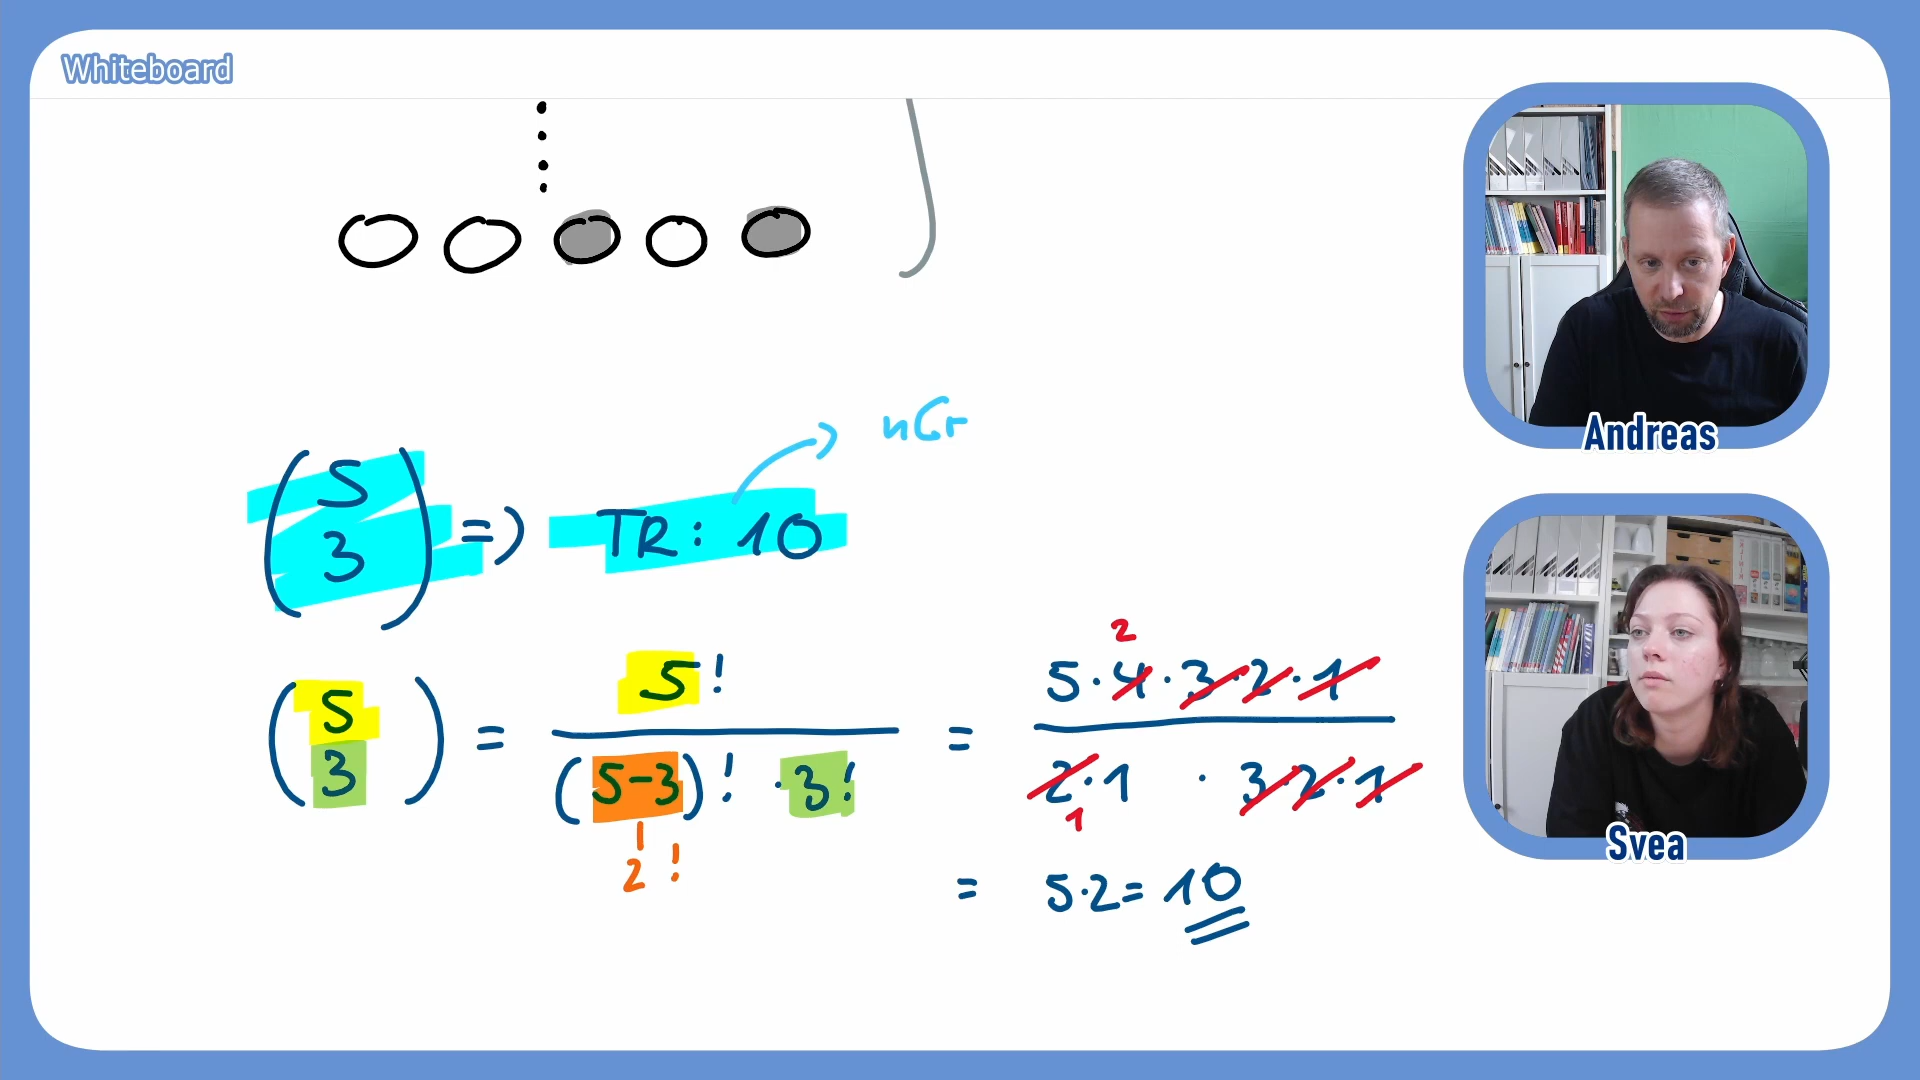 Whiteboard
Andreas
nCr
( 5 3 ) => TR: 10
2
( 5 3 ) = 5! / (5-3)! · 3! = 5·4·3·2·1 / 2·1 · 3·2·1
1
2!
= 5·2 = 10
Svea